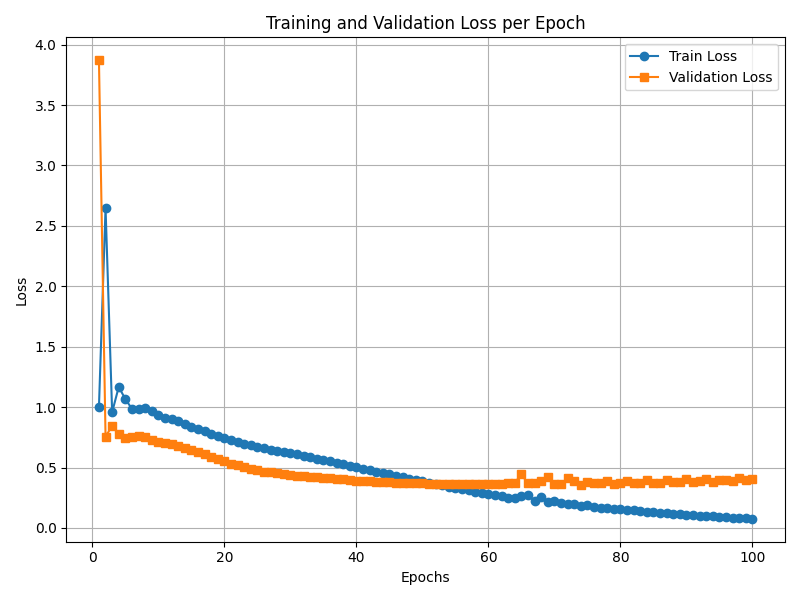 Training and Validation Loss per Epoch
Train Loss
Validation Loss
4.0
3.5
3.0
2.5
2.0
1.5
1.0
0.5
0.0
Loss
0 20 40 60 80 100
Epochs